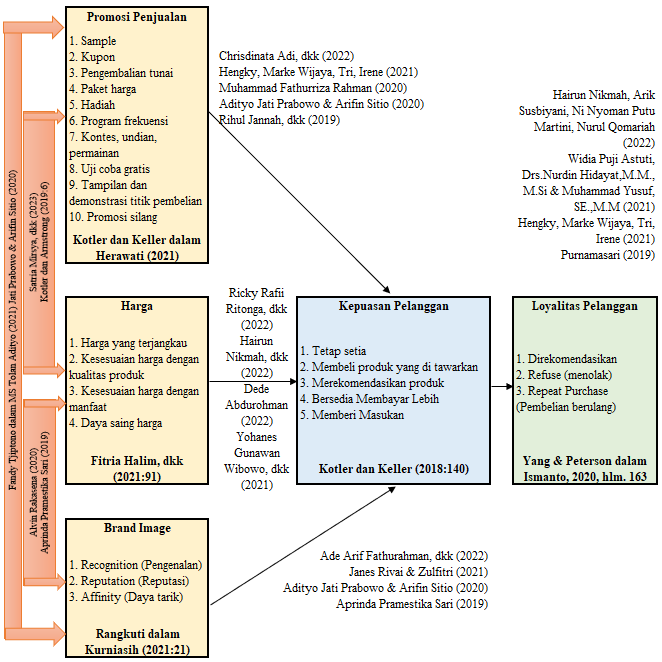 Promosi Penjualan
1. Sample
2. Kupon
3. Pengembalian tunai
4. Paket harga
5. Hadiah
6. Program frekuensi
7. Kontes, undian,
permainan
8. Uji coba gratis
9. Tampilan dan
demonstrasi titik pembelian
10. Promosi silang
Kotler dan Keller dalam
Herawati (2021)
Chrisdinata Adi, dkk (2022)
Hengky, Marke Wijaya, Tri, Irene (2021)
Muhammad Fathurriza Rahman (2020)
Adityo Jati Prabowo & Arifin Sitio (2020)
Rihul Jannah, dkk (2019)
Hairun Nikmah, Arik
Susbiyani, Ni Nyoman Putu
Martini, Nurul Qomariah
(2022)
Widia Puji Astuti,
Drs.Nurdin Hidayat,M.M.,
M.Si & Muhammad Yusuf,
SE.,M.M (2021)
Hengky, Marke Wijaya, Tri,
Irene (2021)
Purnamasari (2019)
Fandy Tjiptono dalam MS Tolan Adityo (2021) Jati Prabowo & Arifin Sitio (2020)
Satria Mirsya, dkk (2023)
Kotler dan Armstrong (2019:6)
Harga
1. Harga yang terjangkau
2. Kesesuaian harga dengan
kualitas produk
3. Kesesuaian harga dengan
manfaat
4. Daya saing harga
Fitria Halim, dkk
(2021:91)
Ricky Rafii
Ritonga, dkk
(2022)
Hairun
Nikmah, dkk
(2022)
Dede
Abdurohman
(2022)
Yohanes
Gunawan
Wibowo, dkk
(2021)
Kepuasan Pelanggan
1. Tetap setia
2. Membeli produk yang di tawarkan
3. Merekomendasikan produk
4. Bersedia Membayar Lebih
5. Memberi Masukan
Kotler dan Keller (2018:140)
Loyalitas Pelanggan
1. Direkomendasikan
2. Refuse (menolak)
3. Repeat Purchase
(Pembelian berulang)
Yang & Peterson dalam
Ismanto, 2020, hlm. 163
Alvin Rakasena (2020)
Aprinda Pramestika Sari (2019)
Brand Image
1. Recognition (Pengenalan)
2. Reputation (Reputasi)
3. Affinity (Daya tarik)
Rangkuti dalam
Kurniasih (2021:21)
Ade Arif Fathurahman, dkk (2022)
Janes Rivai & Zulfitri (2021)
Adityo Jati Prabowo & Arifin Sitio (2020)
Aprinda Pramestika Sari (2019)